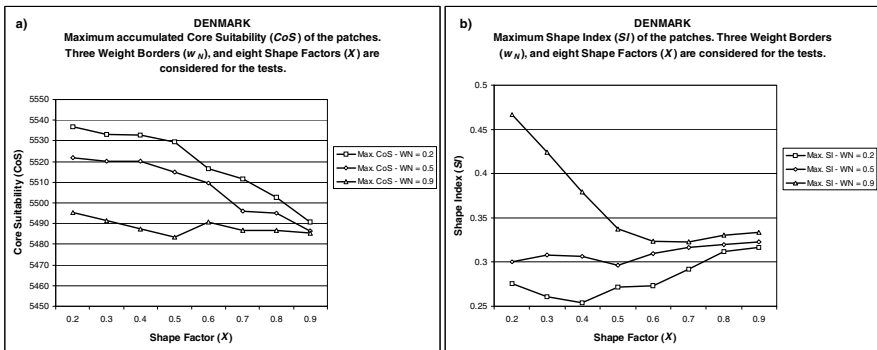 a)
DENMARK
Maximum accumulated Core Suitability (CoS) of the patches.
Three Weight Borders (w N), and eight Shape Factors (X) are
considered for the tests.
5550
5540
5530
5520
5510
5500
5490
5480
5470
5460
5450
Core Suitability (CoS)
0.2 0.3 0.4 0.5 0.6 0.7 0.8 0.9
Shape Factor (X)
Max. CoS - WN = 0.2
Max. CoS - WN = 0.5
Max. CoS - WN = 0.9
b)
DENMARK
Maximum Shape Index (SI) of the patches. Three Weight Borders
(w N), and eight Shape Factors (X) are considered for the tests.
0.5
0.45
0.4
0.35
0.3
0.25
Shape Index (SI)
0.2 0.3 0.4 0.5 0.6 0.7 0.8 0.9
Shape Factor (X)
Max. SI - WN = 0.2
Max. SI - WN = 0.5
Max. SI - WN = 0.9